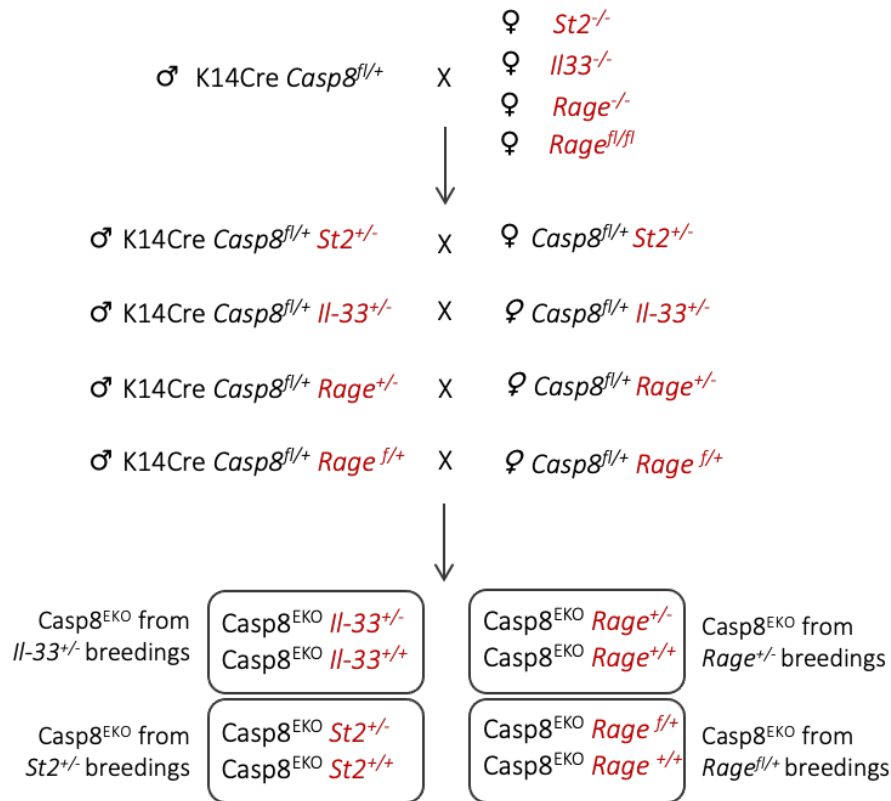 ♀ St2-/-
♂ K14Cre Casp8fl/+ X ♀ Il33-/-
♀ Rage-/-
♀ Ragefl/fl
♂ K14Cre Casp8fl/+ St2+/- X ♀ Casp8fl/+ St2+/-
♂ K14Cre Casp8fl/+ Il-33+/- X ♀ Casp8fl/+ Il-33+/-
♂ K14Cre Casp8fl/+ Rage+/- X ♀ Casp8fl/+ Rage+/-
♂ K14Cre Casp8fl/+ Rage f/+ X ♀ Casp8fl/+ Rage f/+
Casp8EKO from
Il-33+/- breedings
Casp8EKO Il-33+/-
Casp8EKO Il-33+/+
Casp8EKO Rage+/-
Casp8EKO Rage+/+
Casp8EKO from
Rage+/- breedings
Casp8EKO from
St2+/- breedings
Casp8EKO St2+/-
Casp8EKO St2+/+
Casp8EKO Rage f/+
Casp8EKO Rage +/+
Casp8EKO from
Ragefl/+ breedings